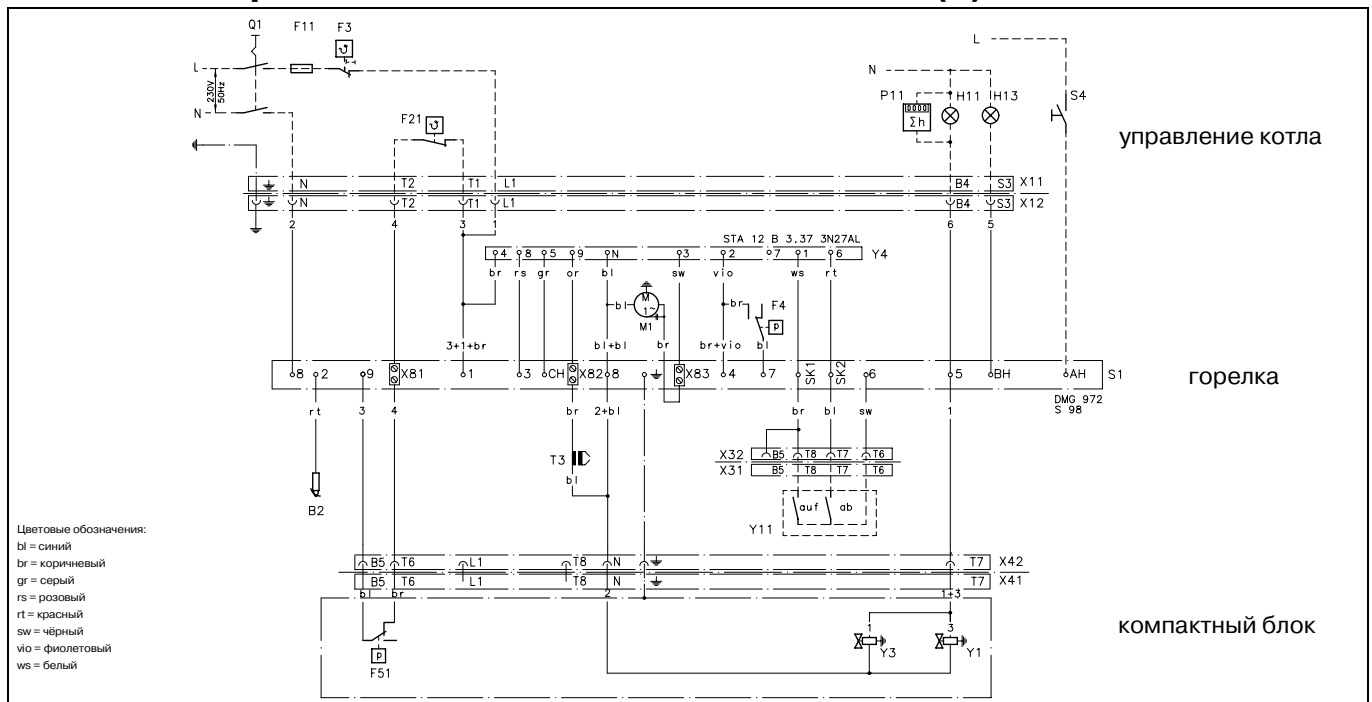 Q1 F11 F3
L
230V
50Hz
N
F21
L
N
P11 H11 H13 S4
Σh
управление котла
N T2 T1 L1 B4 S3 X11
N T2 T1 L1 B4 S3 X12
2 4 3 1 6 5
STA 12 B 3.37 3N27AL
4 8 5 9 N 3 2 7 1 6 Y4
br rs gr or bl sw vio ws rt
bl M 1~ br F4
M1 P
3+1+br bl+bl br br+vio bl
8 2 9 X81 1 3 CH X82 8 X83 4 7 SK1 SK2 6 5 BH AH S1
горелка
DMG 972
S 98
rt 3 4 br 2+bl br bl sw 1
T3
bl
X32 B5 T8 T7 T6
X31 B5 T8 T7 T6
B2
auf ab
Y11
Цветовые обозначения:
bl = синий
br = коричневый
gr = серый
rs = розовый
rt = красный
sw = чёрный
vio = фиолетовый
ws = белый
B5 T6 L1 T8 N T7 X42
B5 T6 L1 T8 N T7 X41
bl br 2 1+3
компактный блок
1 3
Y3 Y1
P
F51